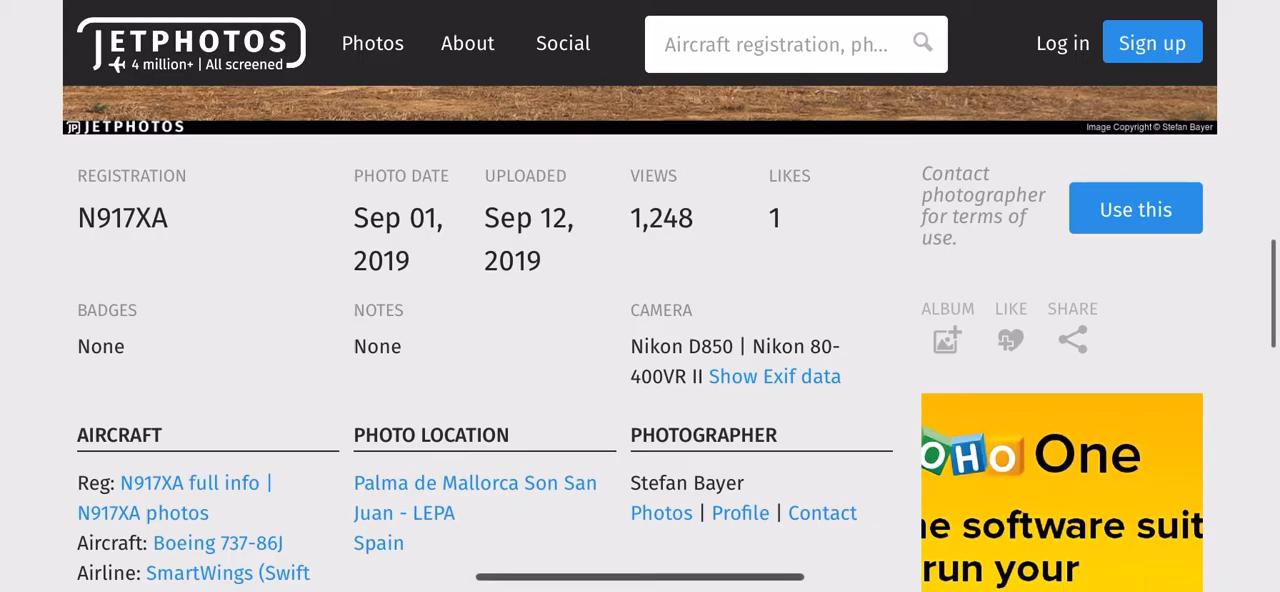 JETPHOTOS
4 million+ | All screened
Photos
About
Social
Aircraft registration, ph...
Log in
Sign up
JETPHOTOS
Image Copyright © Stefan Bayer
REGISTRATION
N917XA
PHOTO DATE
Sep 01,
2019
UPLOADED
Sep 12,
2019
VIEWS
1,248
LIKES
1
Contact
photographer
for terms of
use.
Use this
BADGES
None
NOTES
None
CAMERA
Nikon D850 | Nikon 80-
400VR II Show Exif data
ALBUM
LIKE
SHARE
AIRCRAFT
Reg: N917XA full info |
N917XA photos
Aircraft: Boeing 737-86J
Airline: SmartWings (Swift
PHOTO LOCATION
Palma de Mallorca Son San
Juan - LEPA
Spain
PHOTOGRAPHER
Stefan Bayer
Photos | Profile | Contact
OHO One
e software suit
run your